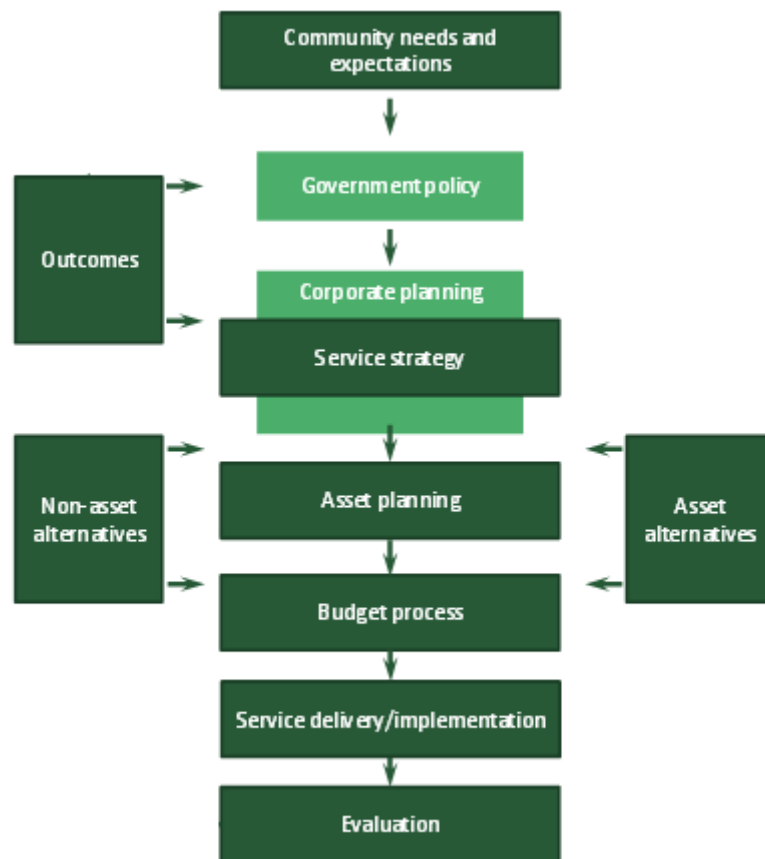 Community needs and
expectations
Government policy
Outcomes
Corporate planning
Service strategy
Non-asset
alternatives
Asset planning
Asset
alternatives
Budget process
Service delivery/implementation
Evaluation